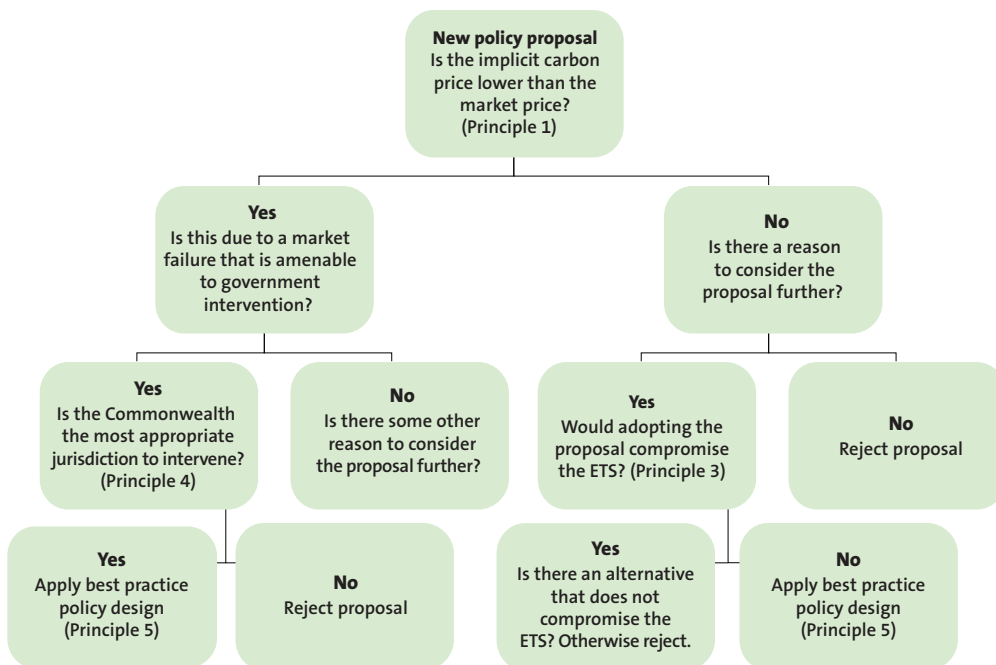 New policy proposal
Is the implicit carbon
price lower than the
market price?
(Principle 1)
Yes
Is this due to a market
failure that is amenable
to government
intervention?
No
Is there a reason
to consider the
proposal further?
Yes
Is the Commonwealth
the most appropriate
jurisdiction to intervene?
(Principle 4)
No
Is there some other
reason to consider
the proposal further?
Yes
Would adopting the
proposal compromise
the ETS? (Principle 3)
No
Reject proposal
Yes
Apply best practice
policy design
(Principle 5)
No
Reject proposal
Yes
Is there an alternative
that does not
compromise the
ETS? Otherwise reject.
No
Apply best practice
policy design
(Principle 5)